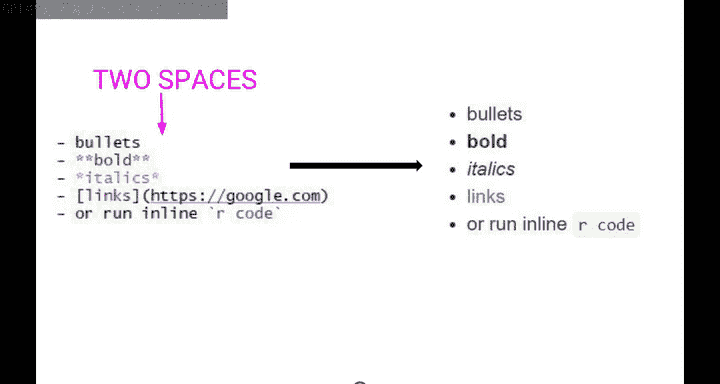 TWO SPACES
- bullets
- **bold**
- *italics*
- [links](https://google.com)
- or run inline `r code`
• bullets
• bold
• italics
• links
• or run inline r code